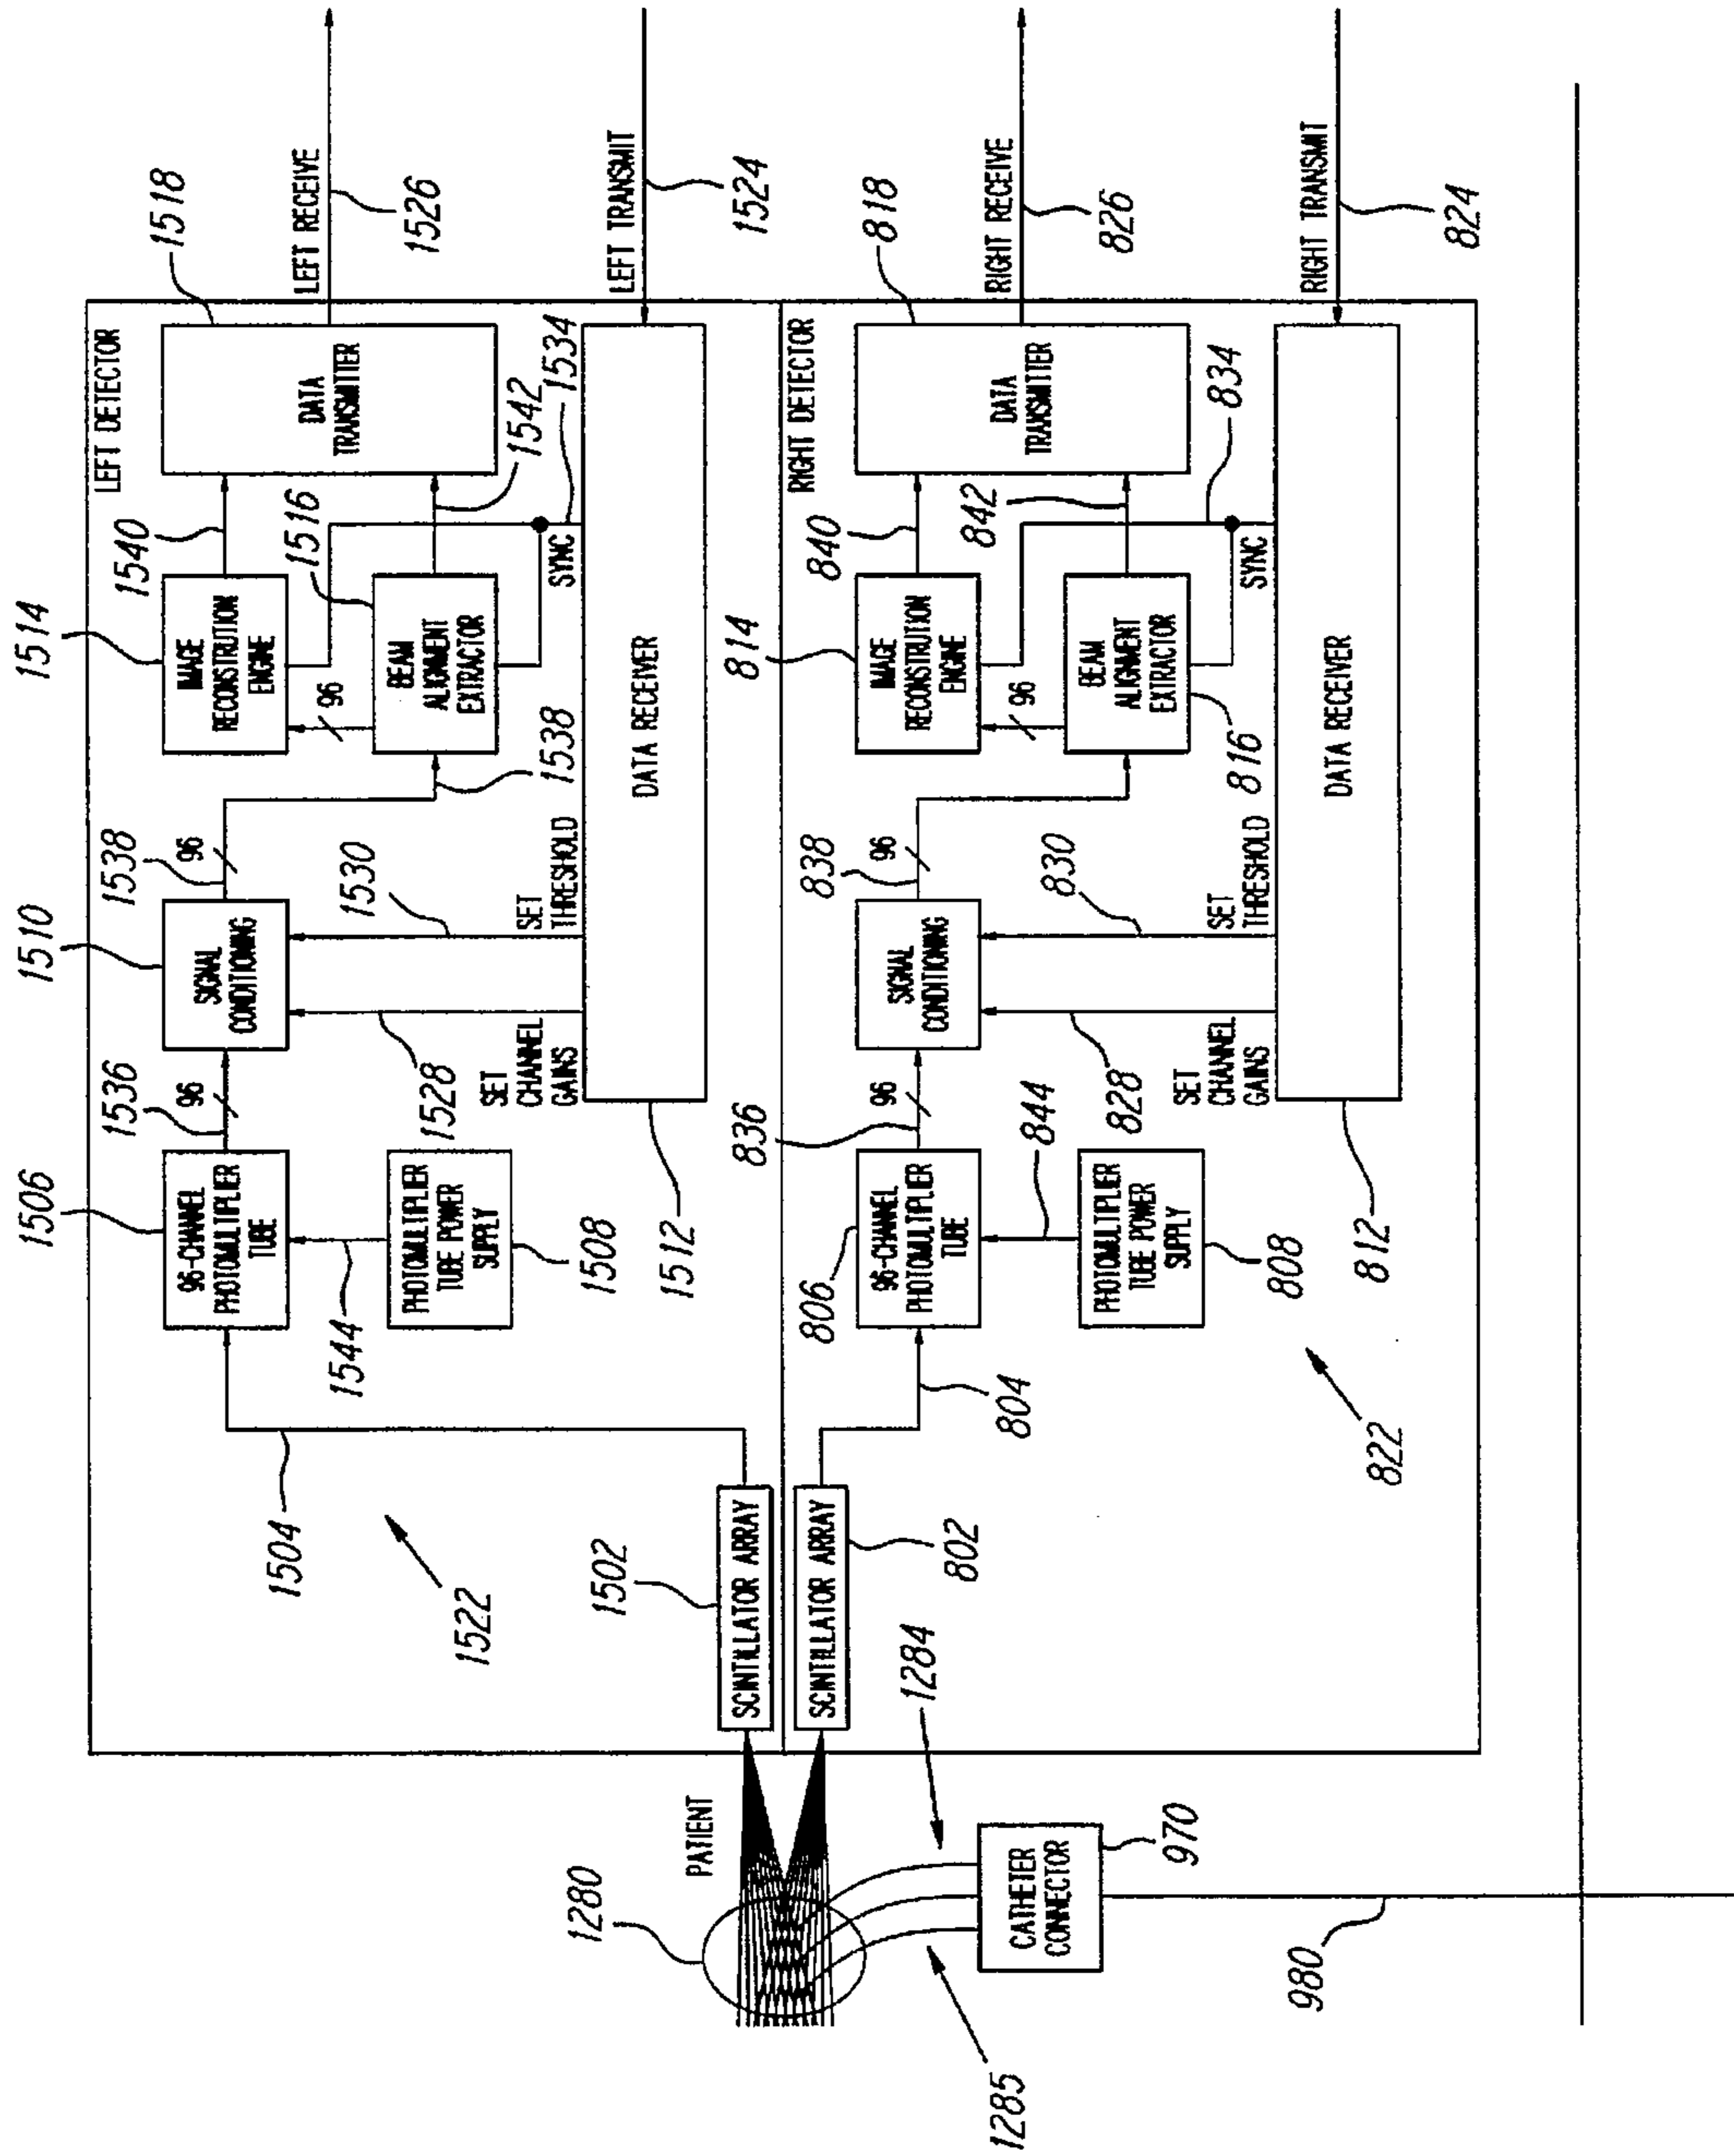 LEFT DETECTOR
1506
1536
1510
1538
1514
1540
1518
96-CHANNEL
PHOTOMULTIPLIER
TUBE
96
SIGNAL
CONDITIONING
96
IMAGE
RECONSTRUTION
ENGINE
DATA
TRANSMITTER
LEFT RECEIVE
1526
1504
1544
PHOTOMULTIPLIER
TUBE POWER
SUPPLY
1508
1528
1530
1538
96
1516
BEAM
ALIGNMENT
EXTRACTOR
1542
1534
1522
SET
CHANNEL
GAINS
SET
THRESHOLD
SYNC
1512
DATA RECEIVER
LEFT TRANSMIT
1524
1280
PATIENT
1502
SCINTILLATOR ARRAY
RIGHT DETECTOR
SCINTILLATOR ARRAY
802
804
806
836
838
814
840
818
96-CHANNEL
PHOTOMULTIPLIER
TUBE
96
SIGNAL
CONDITIONING
96
IMAGE
RECONSTRUTION
ENGINE
DATA
TRANSMITTER
RIGHT RECEIVE
826
1285
1284
CATHETER
CONNECTOR
970
844
PHOTOMULTIPLIER
TUBE POWER
SUPPLY
808
828
830
96
BEAM
ALIGNMENT
EXTRACTOR
816
842
834
SET
CHANNEL
GAINS
SET
THRESHOLD
SYNC
822
812
DATA RECEIVER
RIGHT TRANSMIT
824
980